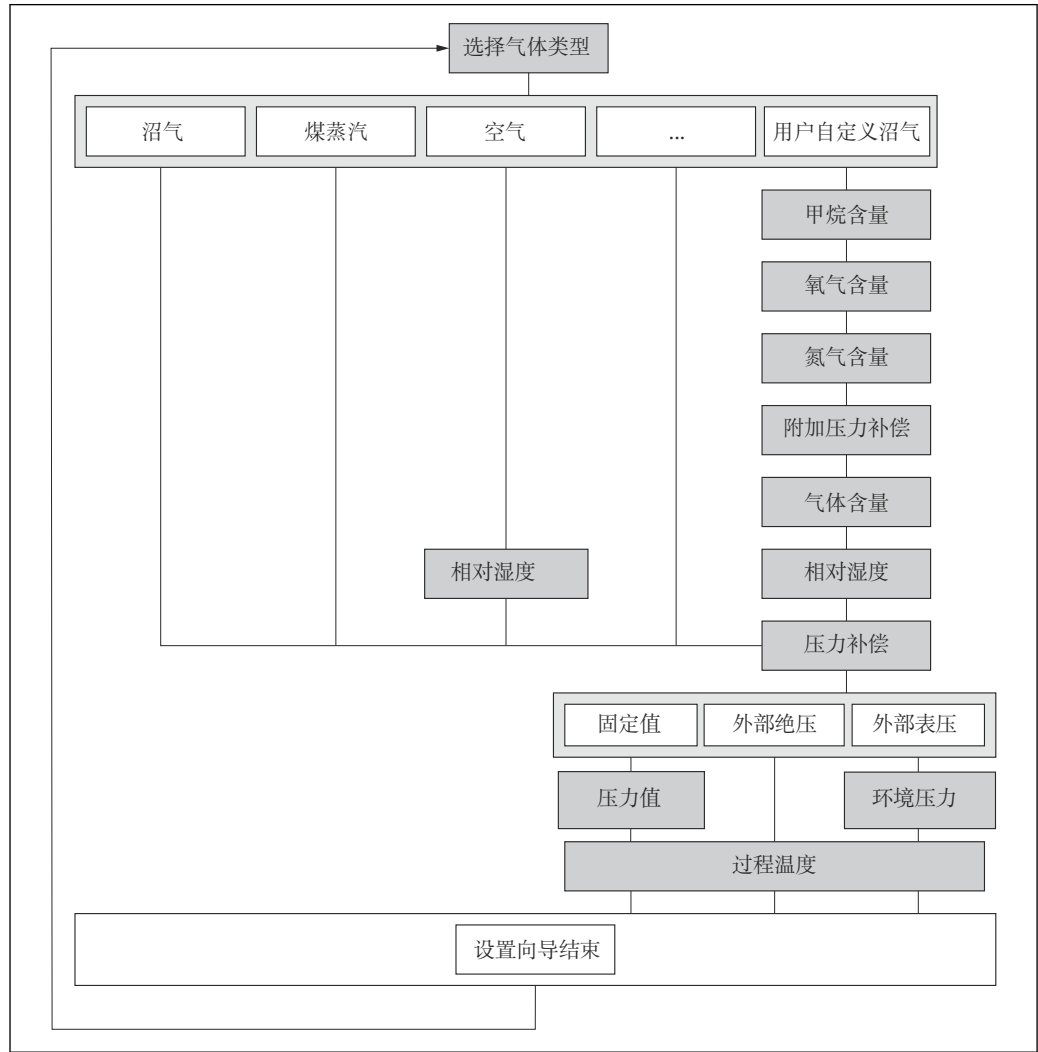 选择气体类型
沼气
煤蒸汽
空气
...
用户自定义沼气
甲烷含量
氧气含量
氮气含量
附加压力补偿
气体含量
相对湿度
相对湿度
压力补偿
固定值
外部绝压
外部表压
压力值
环境压力
过程温度
设置向导结束